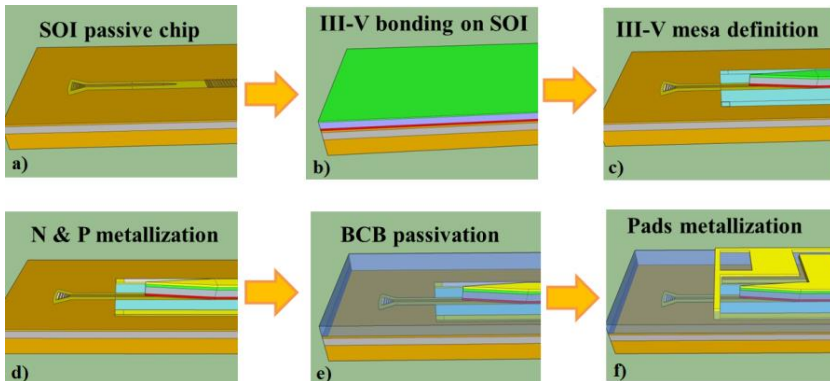 SOI passive chip
III-V bonding on SOI
III-V mesa definition
a)
b)
c)
N & P metallization
BCB passivation
Pads metallization
d)
e)
f)